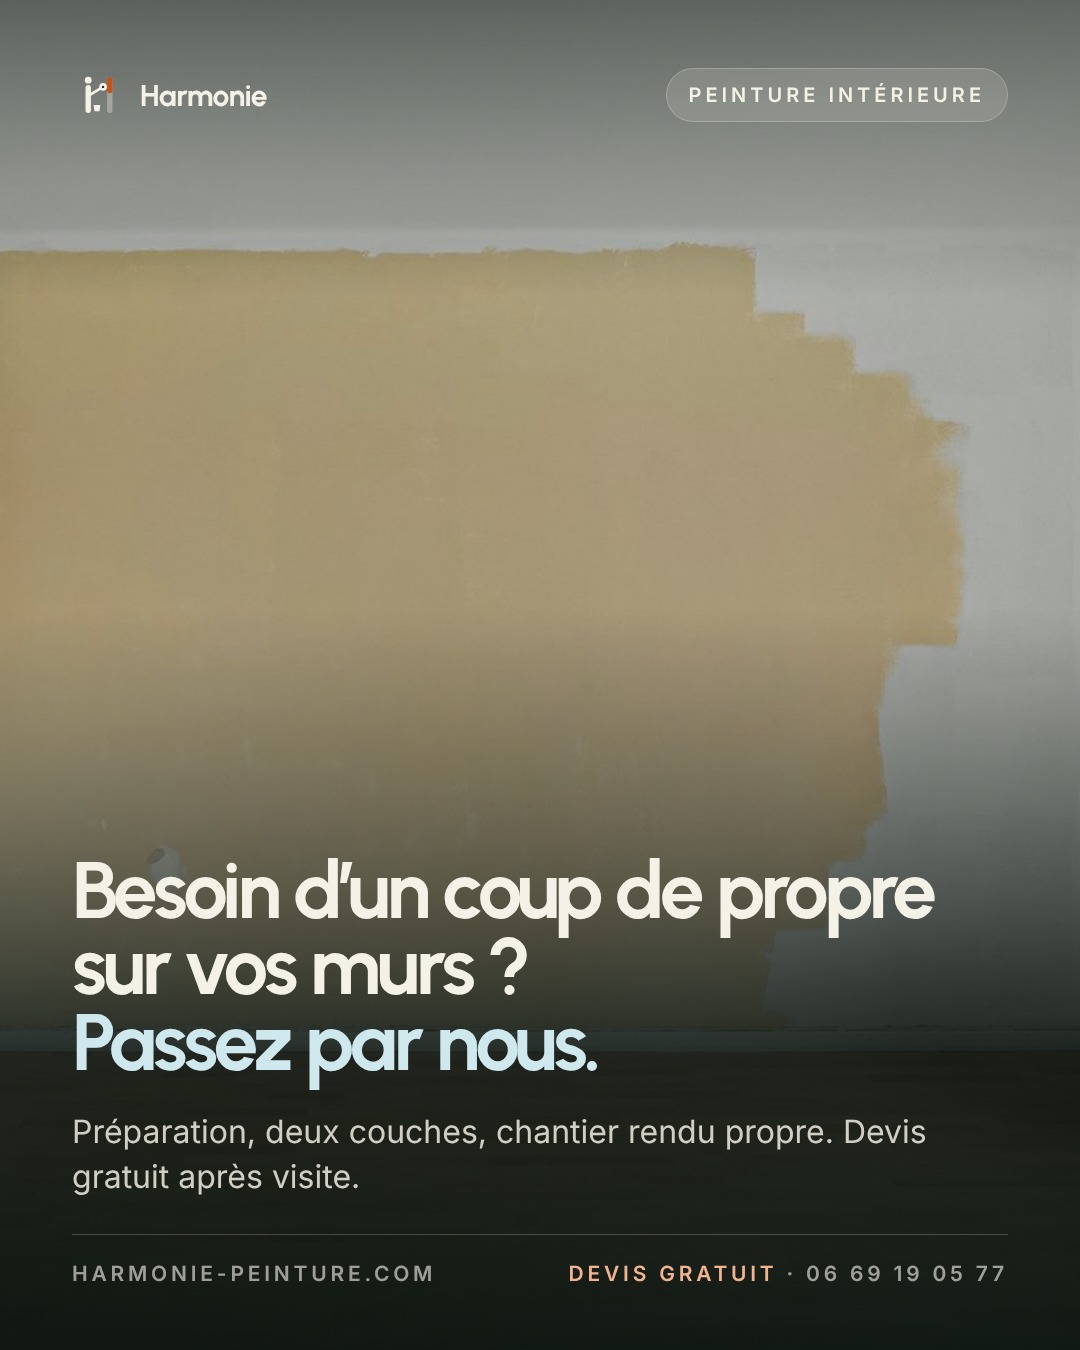 Harmonie
PEINTURE INTÉRIEURE
Besoin d'un coup de propre
sur vos murs ?
Passez par nous.
Préparation, deux couches, chantier rendu propre. Devis
gratuit après visite.
HARMONIE-PEINTURE.COM
DEVIS GRATUIT · 06 69 19 05 77